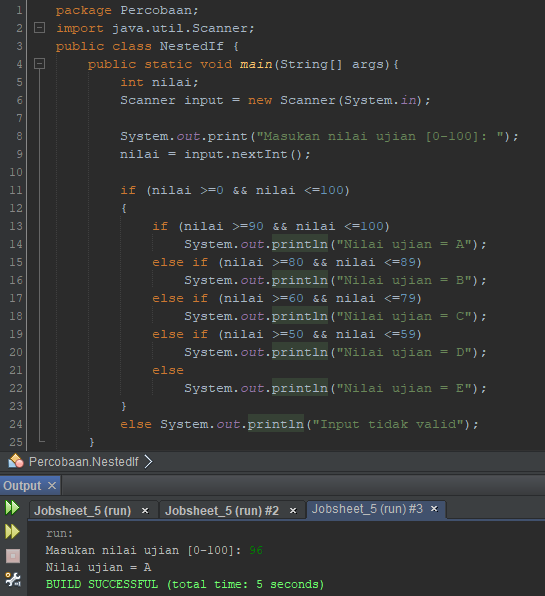 1 package Percobaan;
2 import java.util.Scanner;
3 public class NestedIf {
4 public static void main(String[] args){
5 int nilai;
6 Scanner input = new Scanner(System.in);
7
8 System.out.print("Masukan nilai ujian [0-100]: ");
9 nilai = input.nextInt();
10
11 if (nilai >=0 && nilai <=100)
12 {
13 if (nilai >=90 && nilai <=100)
14 System.out.println("Nilai ujian = A");
15 else if (nilai >=80 && nilai <=89)
16 System.out.println("Nilai ujian = B");
17 else if (nilai >=60 && nilai <=79)
18 System.out.println("Nilai ujian = C");
19 else if (nilai >=50 && nilai <=59)
20 System.out.println("Nilai ujian = D");
21 else
22 System.out.println("Nilai ujian = E");
23 }
24 else System.out.println("Input tidak valid");
25 }
Percobaan.NestedIf
Output ×
Jobsheet_5 (run) × Jobsheet_5 (run) #2 × Jobsheet_5 (run) #3 ×
run:
Masukan nilai ujian [0-100]: 96
Nilai ujian = A
BUILD SUCCESSFUL (total time: 5 seconds)